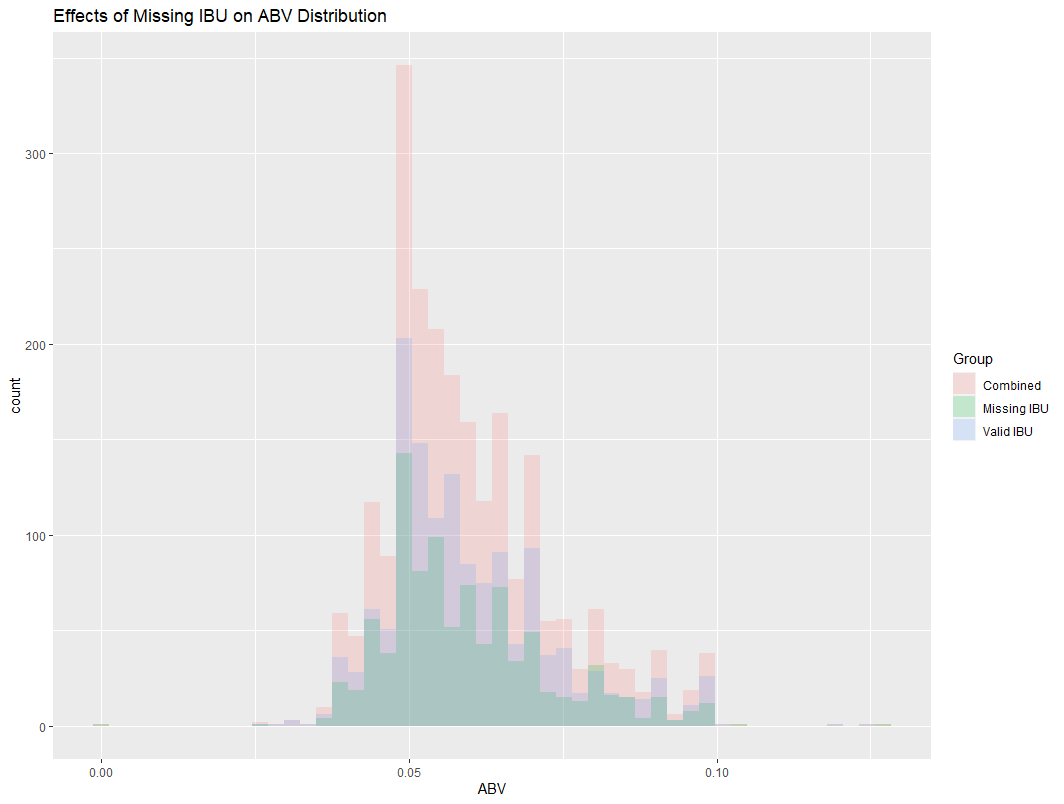 Effects of Missing IBU on ABV Distribution
300
200
100
0
count
0.00
0.05
0.10
ABV
Group
Combined
Missing IBU
Valid IBU